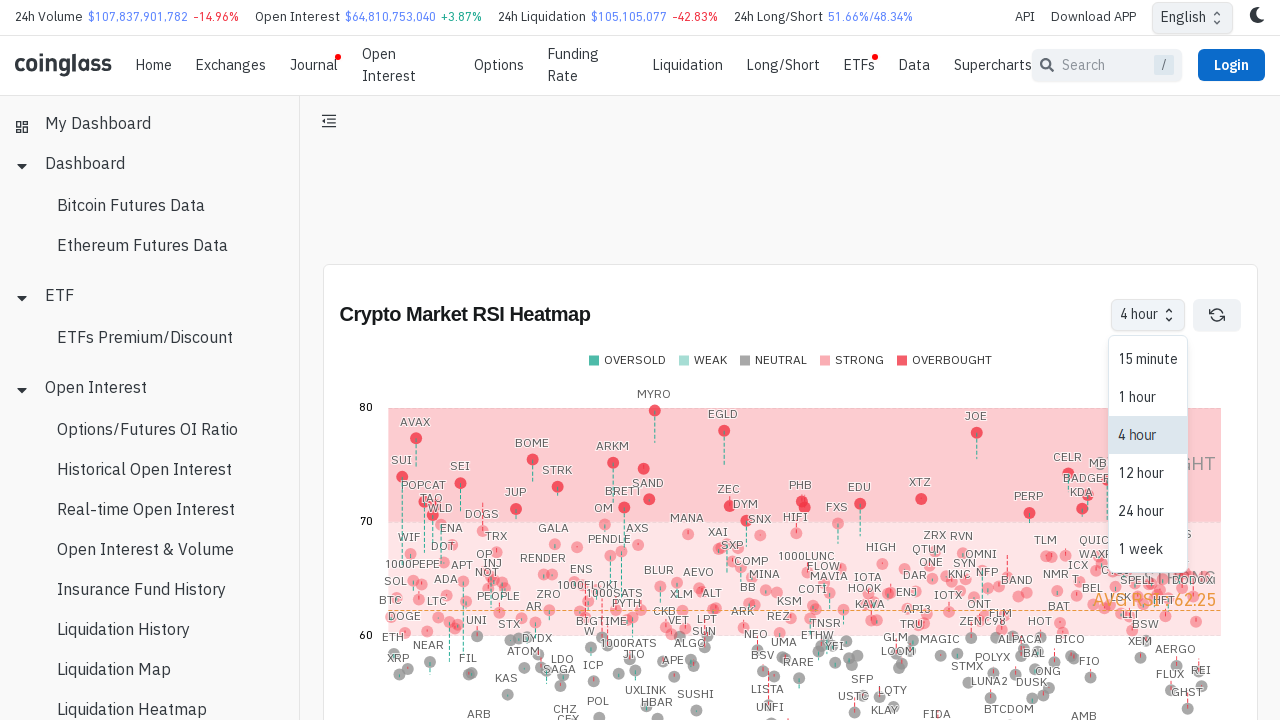 24h Volume $107,837,901,782 -14.96% Open Interest $64,810,753,040 +3.87% 24h Liquidation $105,105,077 -42.83% 24h Long/Short 51.66%/48.34% API Download APP English
coinglass Home Exchanges Journal Open Interest Options Funding Rate Liquidation Long/Short ETFs Data Supercharts Search / Login
My Dashboard
Dashboard
Bitcoin Futures Data
Ethereum Futures Data
ETF
ETFs Premium/Discount
Open Interest
Options/Futures OI Ratio
Historical Open Interest
Real-time Open Interest
Open Interest & Volume
Insurance Fund History
Liquidation History
Liquidation Map
Liquidation Heatmap
Crypto Market RSI Heatmap
4 hour
15 minute
1 hour
4 hour
12 hour
24 hour
1 week
OVERSOLD WEAK NEUTRAL STRONG OVERBOUGHT
MYRO
80
AVAX EGLD JOE
BOME ARKM
SUI SEI STRK CELR
POPCAT JUP BRETT SAND ZEC PHB EDU XTZ PERP KDA
TAO WLD DOGS OM DYM SNX HIFI FXS
70
ENA GALA AXS MANA
WIF DOT TRX PENDLE XAI SXP HIGH ZRX RVN TLM
OP INJ RENDER COMP 1000LUNC QTUM OMNI
1000PEPE APT NOT ENS BLUR AEVO MINA FLOW MAVIA IOTA DAR ONE SYN KNC NFP NMR ICX
SOL ADA 1000FLOKI 1000SATS XLM ALT BB COTI HOOK ENJ IOTX BAND BEL SPELL DODOX
BTC LTC PEOPLE ZRO AR PYTH CKB ARK KSM KAVA API3 ONT BAT
DOGE UNI STX BIGTIME VET LPT REZ TNSR TRU ZEN C98 FLM HOT LIT BSW
60
ETH NEAR DYDX W 1000RATS ALGO SUN NEO UMA ETHW YFI GLM MAGIC ALPACA BICO XEM
XRP FIL ATOM LDO SAGA ICP JTO APE BSV RARE LOOM STMX POLYX BAL ONG FIO AERGO
KAS POL UXLINK HBAR SUSHI LISTA SFP USTC LQTY LUNA2 DUSK FLUX REI GHST
ARB CHZ UNFI KLAY FIDA BTCDOM AMB